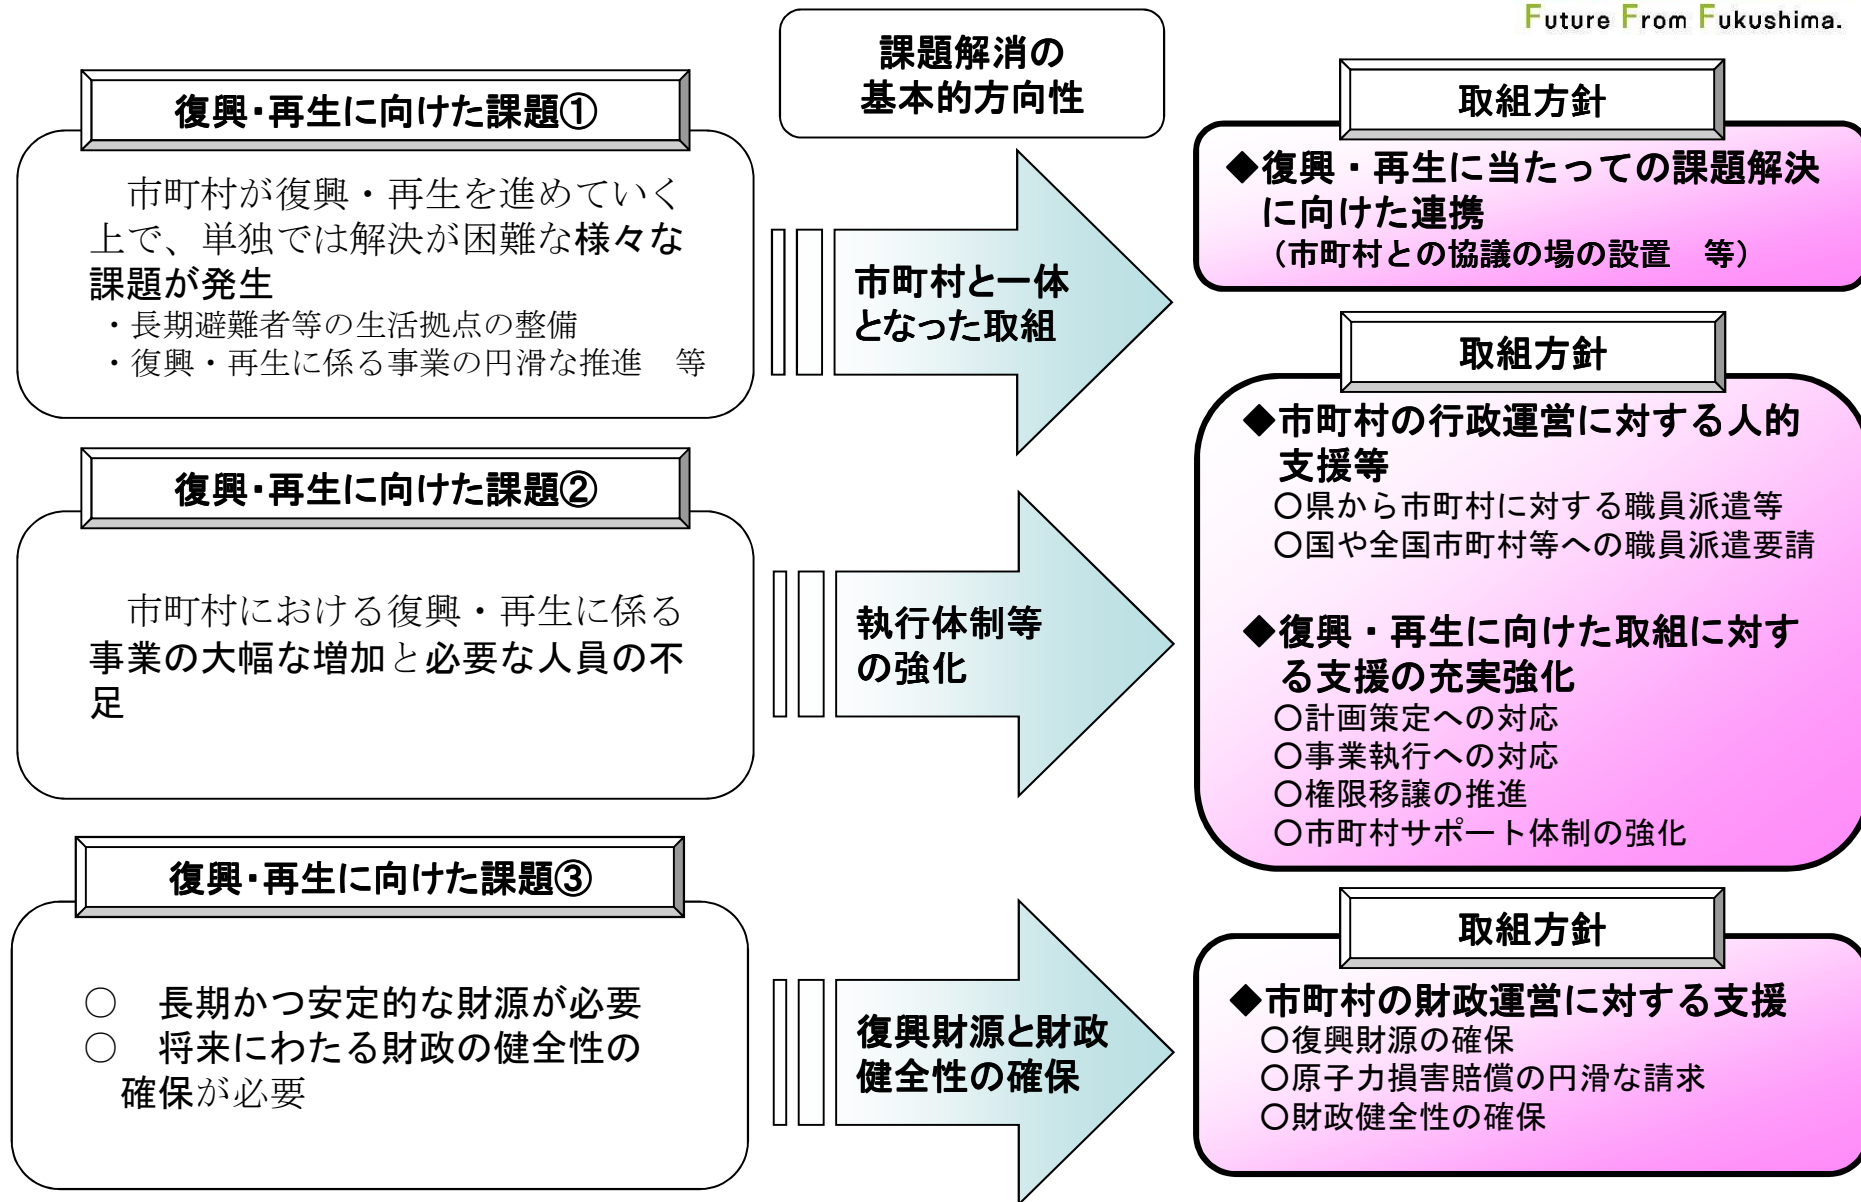 Future From Fukushima.
課題解消の
基本的方向性
復興・再生に向けた課題①
市町村が復興・再生を進めていく
上で、単独では解決が困難な様々な
課題が発生
・長期避難者等の生活拠点の整備
・復興・再生に係る事業の円滑な推進　等
市町村と一体
となった取組
取組方針
◆復興・再生に当たっての課題解決
に向けた連携
（市町村との協議の場の設置　等）
復興・再生に向けた課題②
市町村における復興・再生に係る
事業の大幅な増加と必要な人員の不
足
執行体制等
の強化
取組方針
◆市町村の行政運営に対する人的
支援等
○県から市町村に対する職員派遣等
○国や全国市町村等への職員派遣要請
◆復興・再生に向けた取組に対す
る支援の充実強化
○計画策定への対応
○事業執行への対応
○権限移譲の推進
○市町村サポート体制の強化
復興・再生に向けた課題③
○　長期かつ安定的な財源が必要
○　将来にわたる財政の健全性の
確保が必要
復興財源と財政
健全性の確保
取組方針
◆市町村の財政運営に対する支援
○復興財源の確保
○原子力損害賠償の円滑な請求
○財政健全性の確保